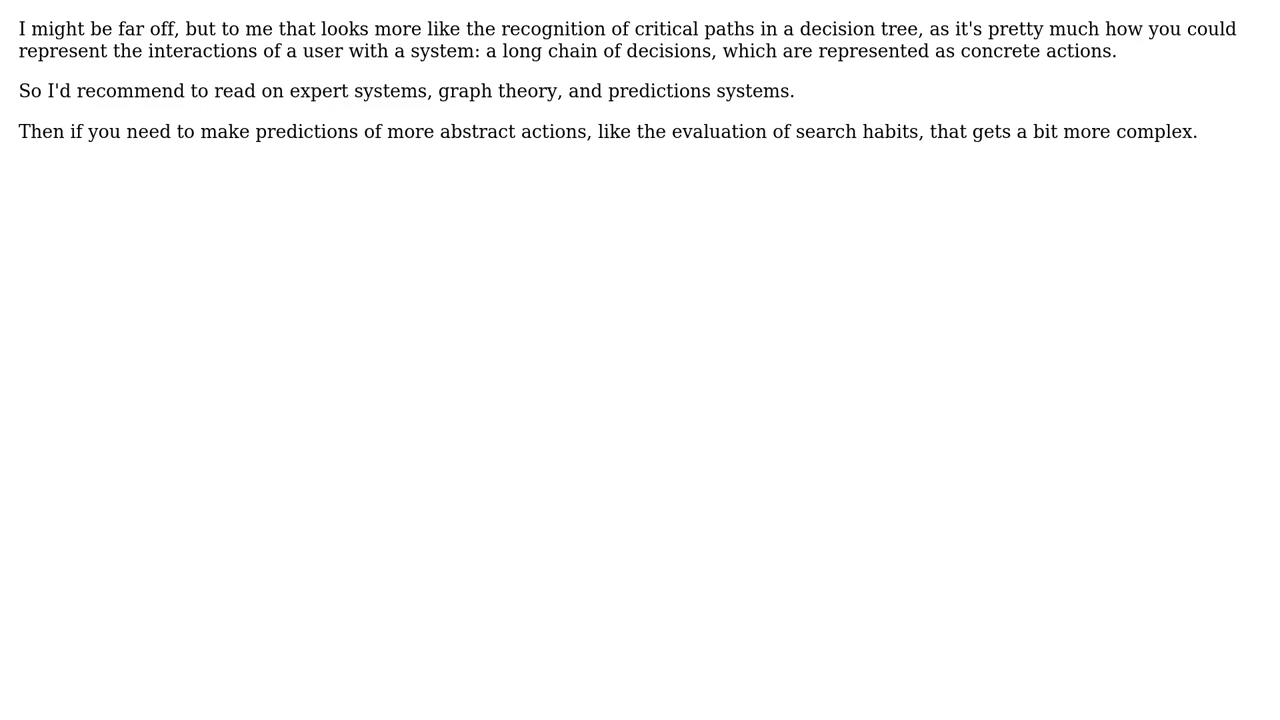 I might be far off, but to me that looks more like the recognition of critical paths in a decision tree, as it's pretty much how you could
represent the interactions of a user with a system: a long chain of decisions, which are represented as concrete actions.
So I'd recommend to read on expert systems, graph theory, and predictions systems.
Then if you need to make predictions of more abstract actions, like the evaluation of search habits, that gets a bit more complex.